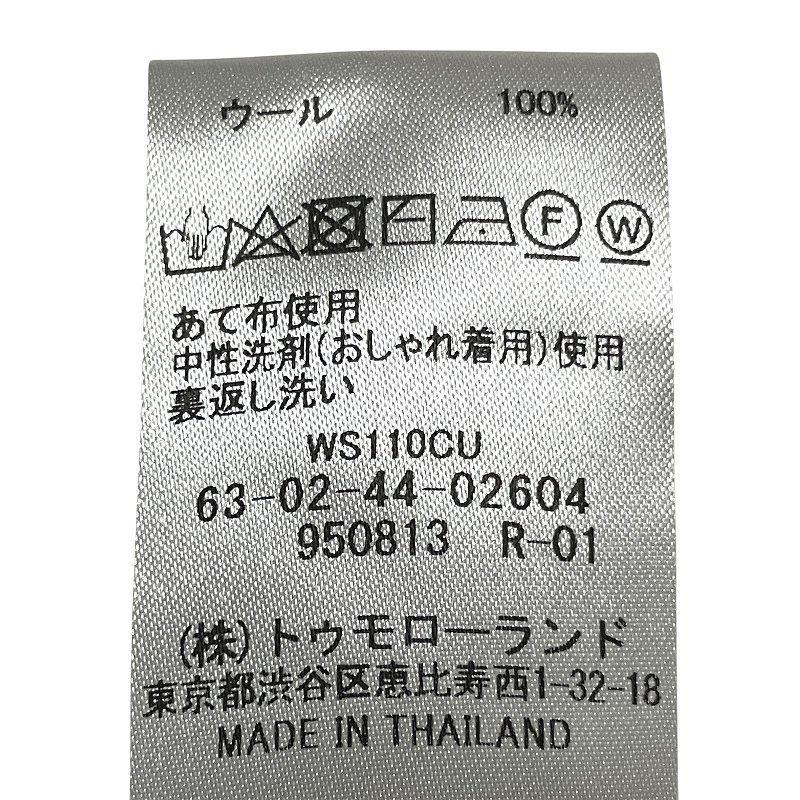 ウール 100%
F W
あて布使用
中性洗剤(おしゃれ着用)使用
裏返し洗い
WS110CU
63-02-44-02604
950813 R-01
(株)トゥモローランド
東京都渋谷区恵比寿西1-32-18
MADE IN THAILAND